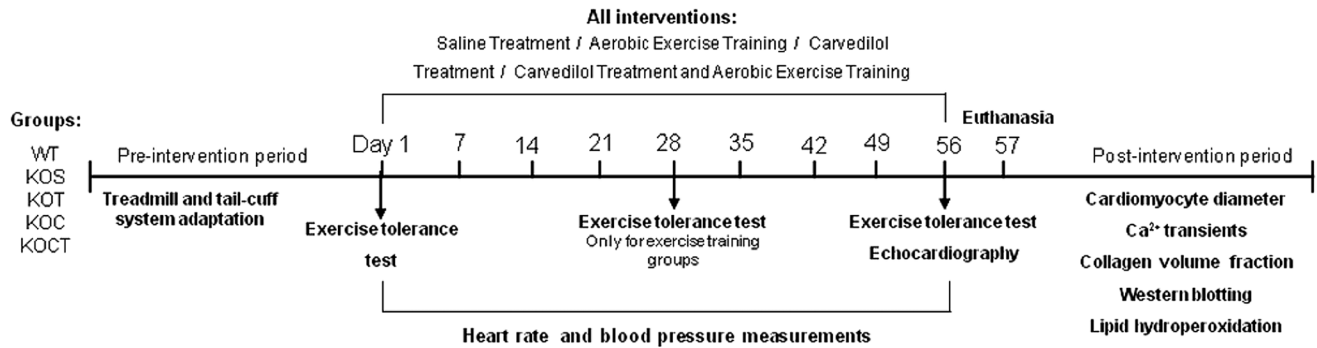 All interventions:
Saline Treatment / Aerobic Exercise Training / Carvedilol
Treatment / Carvedilol Treatment and Aerobic Exercise Training
Groups:
WT
KOS
KOT
KOC
KOCT
Pre-intervention period
Treadmill and tail-cuff
system adaptation
Day 1 7 14 21 28 35 42 49 56 57
Euthanasia
Exercise tolerance
test
Exercise tolerance test
Only for exercise training
groups
Exercise tolerance test
Echocardiography
Post-intervention period
Cardiomyocyte diameter
Ca²⁺ transients
Collagen volume fraction
Western blotting
Lipid hydroperoxidation
Heart rate and blood pressure measurements